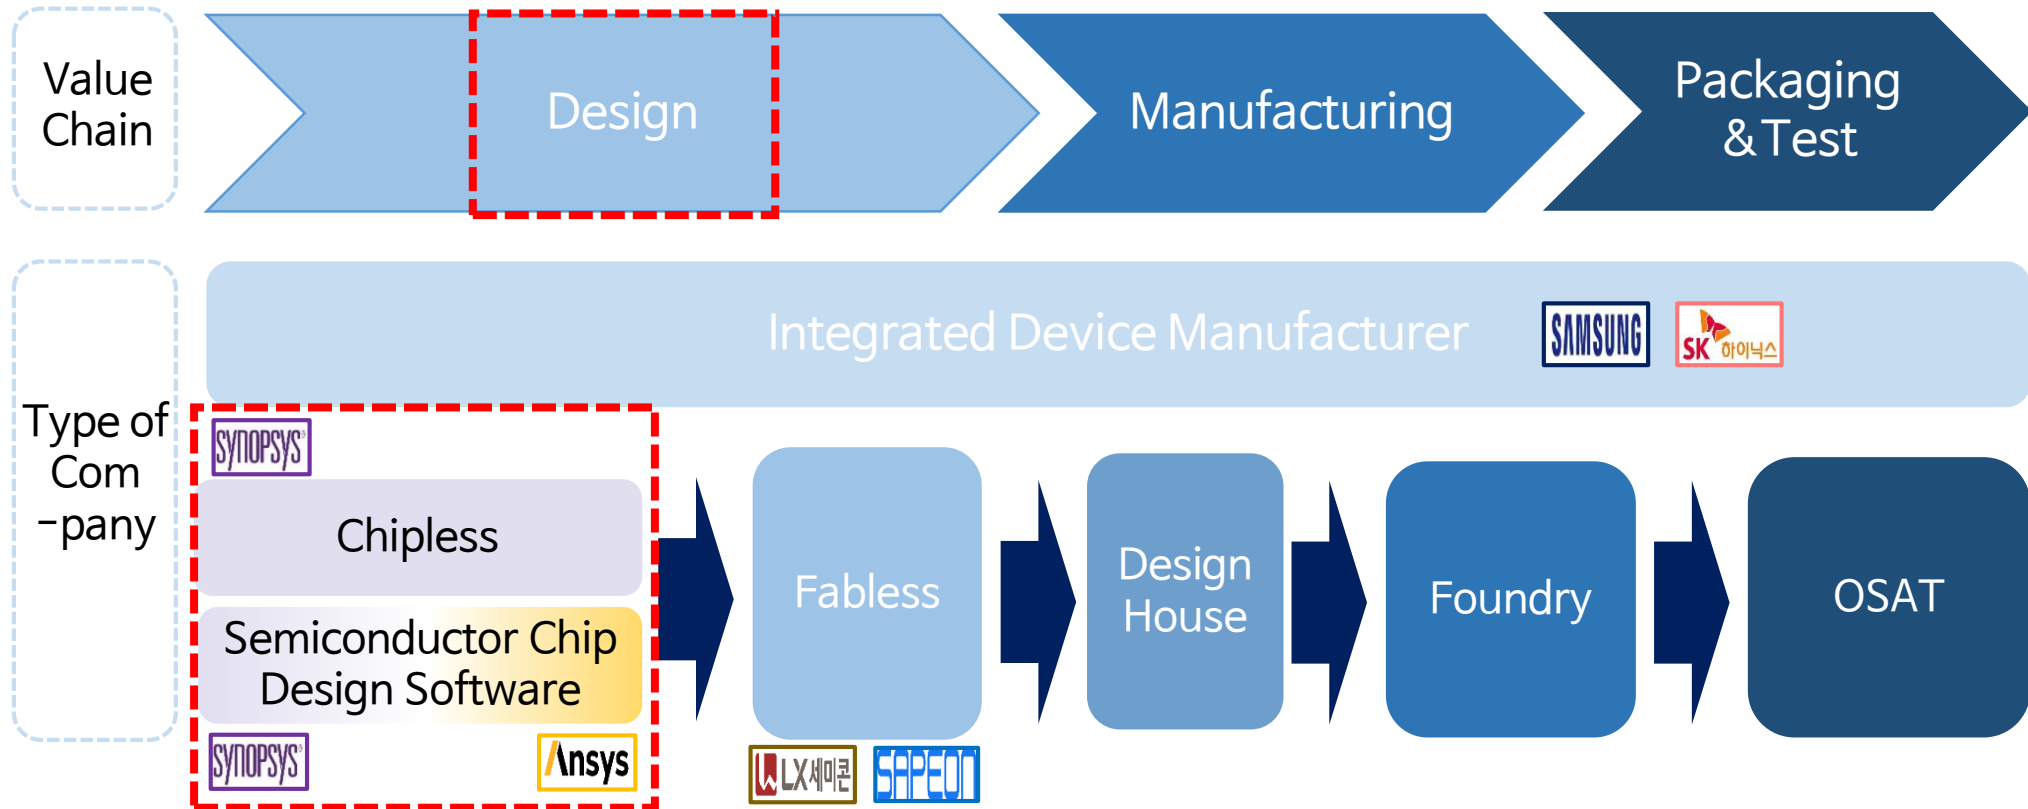 Value
Chain
Design
Manufacturing
Packaging
& Test
Type of
Com
-pany
Integrated Device Manufacturer
SAMSUNG
SK 하이닉스
SYNOPSYS®
Chipless
Semiconductor Chip
Design Software
SYNOPSYS®
Ansys
Fabless
LX세미콘
SAPEON
Design
House
Foundry
OSAT